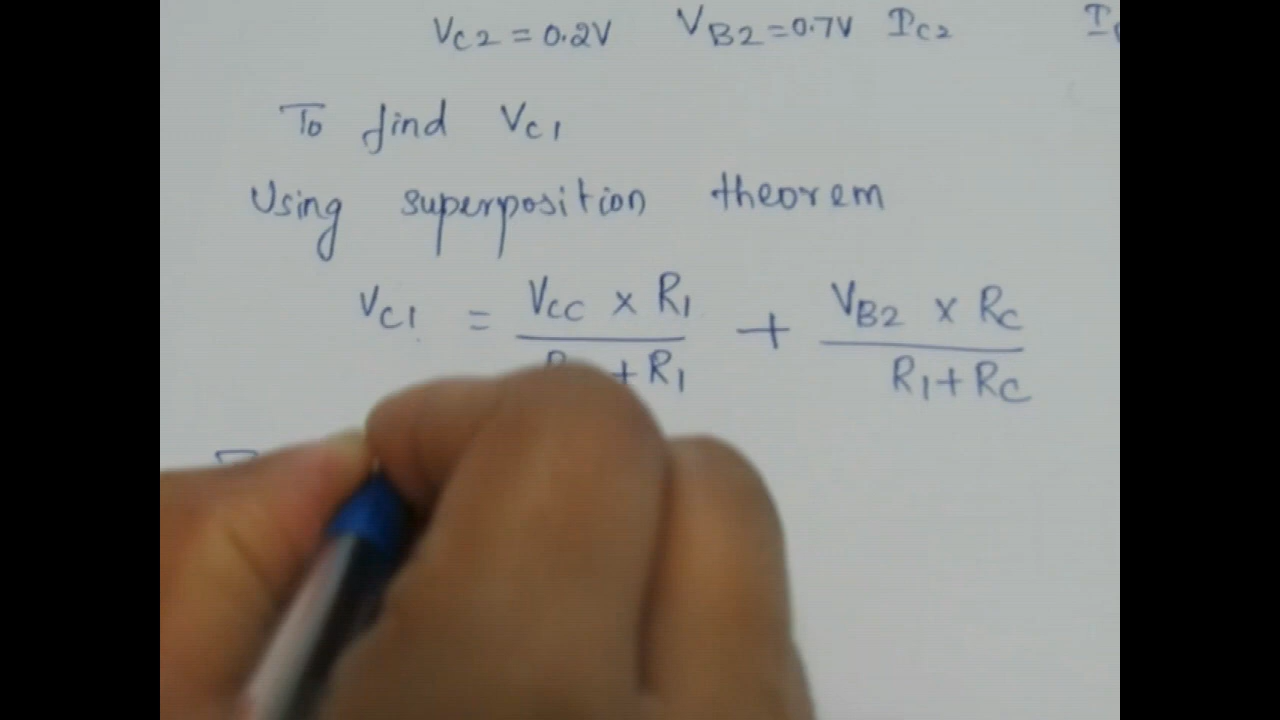 VC2 = 0.2V VB2 = 0.7V IC2 I
To find VC1
Using superposition theorem
VC1 = VCC x R1 + VB2 x RC
+ R1 R1 + RC